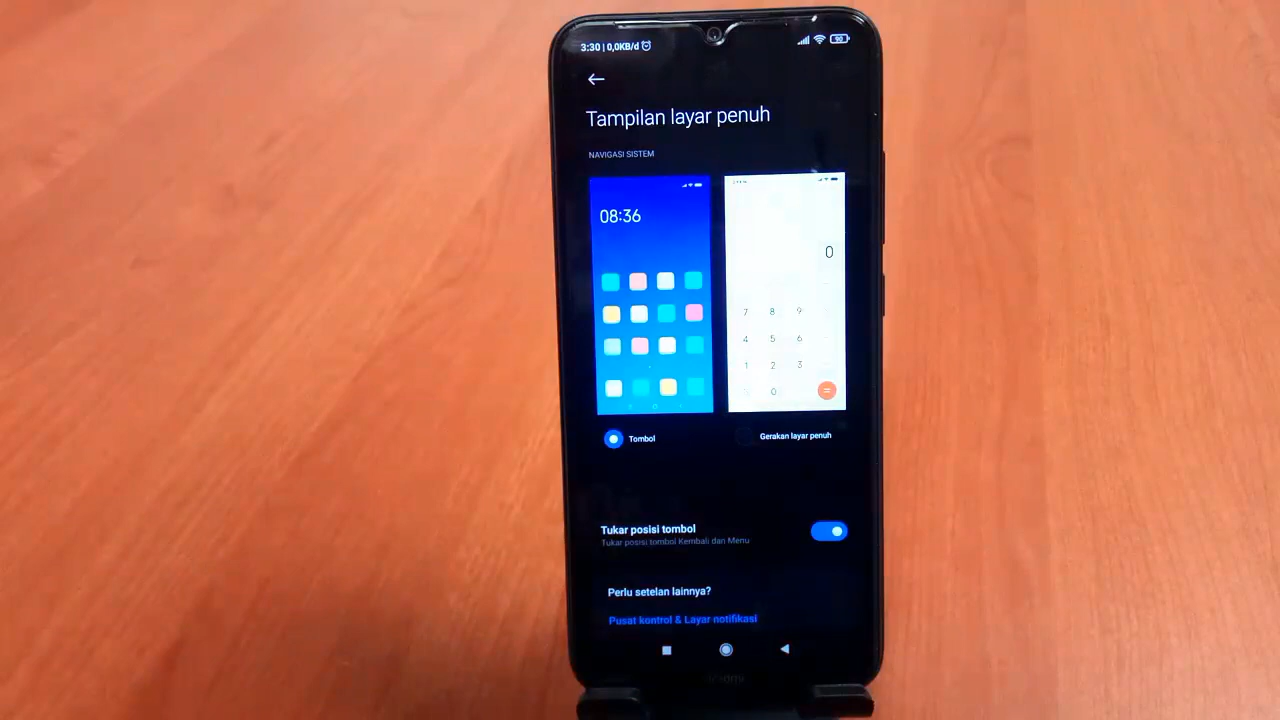 3:30 | 0,0KB/d
90
Tampilan layar penuh
NAVIGASI SISTEM
08:36
0
7 8 9
4 5 6
1 2 3
0 =
Tombol
Gerakan layar penuh
Tukar posisi tombol
Tukar posisi tombol Kembali dan Menu
Perlu setelan lainnya?
Pusat kontrol & Layar notifikasi